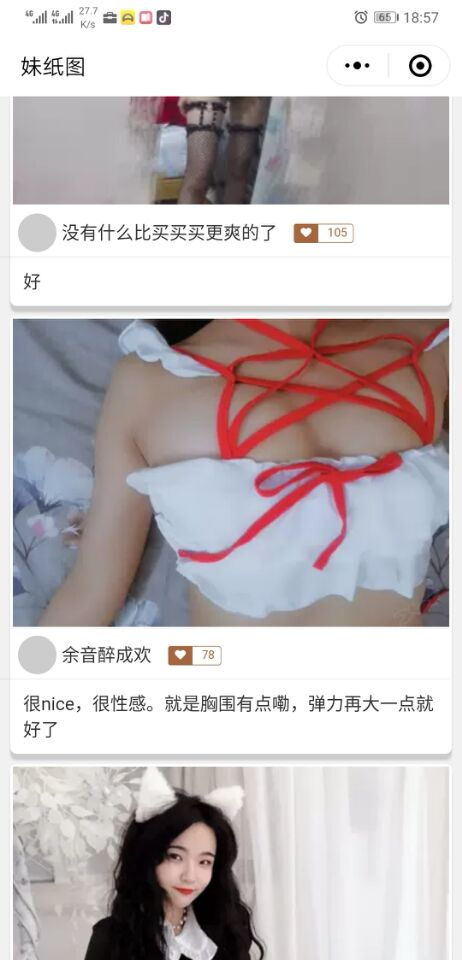 4G 4G 27.7 K/s 65 18:57
妹纸图
没有什么比买买买更爽的了 105
好
余音醉成欢 78
很nice，很性感。就是胸围有点嘞，弹力再大一点就
好了